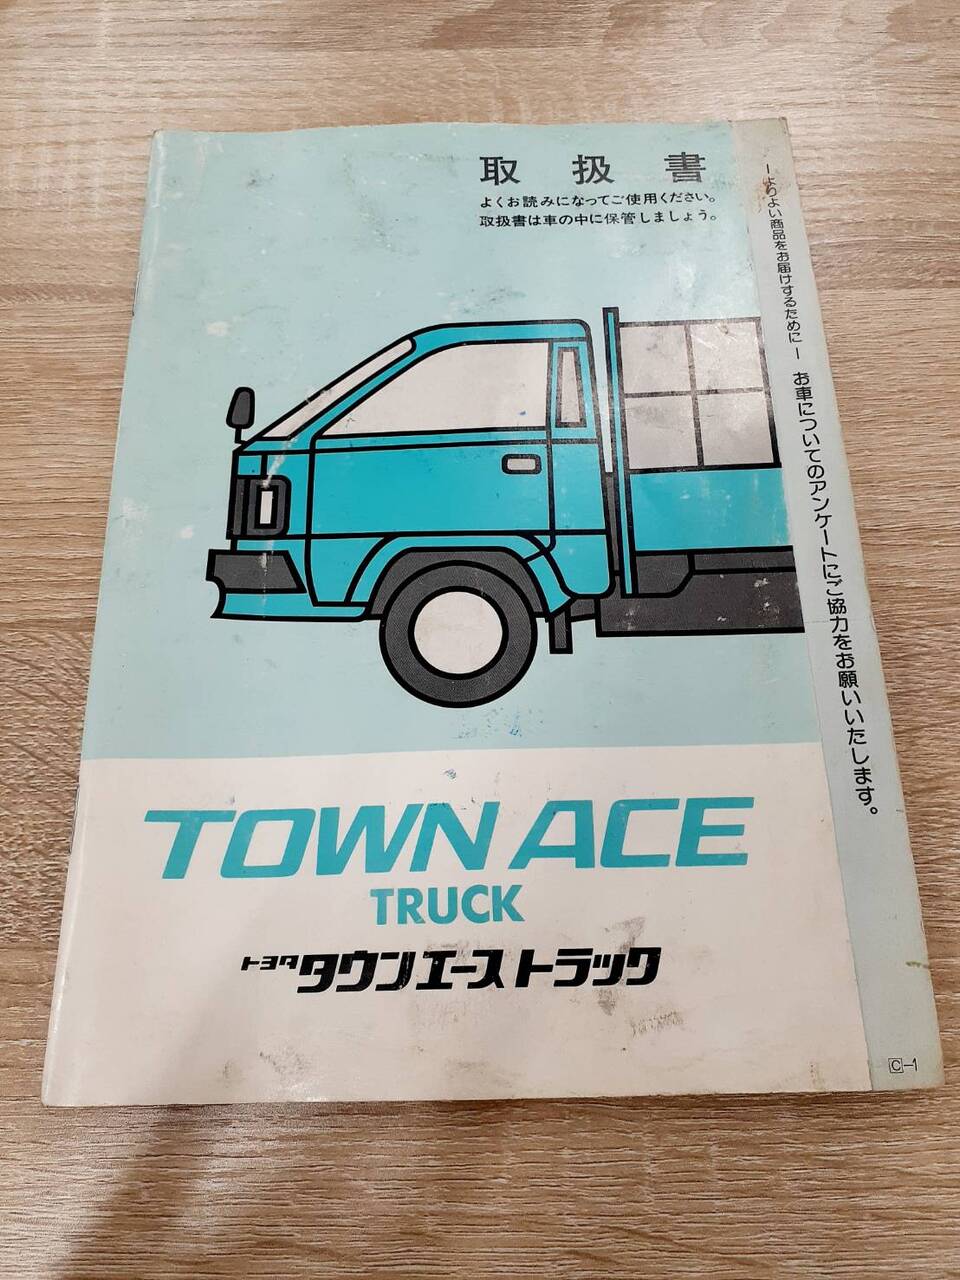 取扱書
よくお読みになってご使用ください。
取扱書は車の中に保管しましょう。
ーよりよい商品をお届けするためにー お車についてのアンケートにご協力をお願いいたします。
TOWN ACE
TRUCK
トヨタ タウンエース トラック
C-1